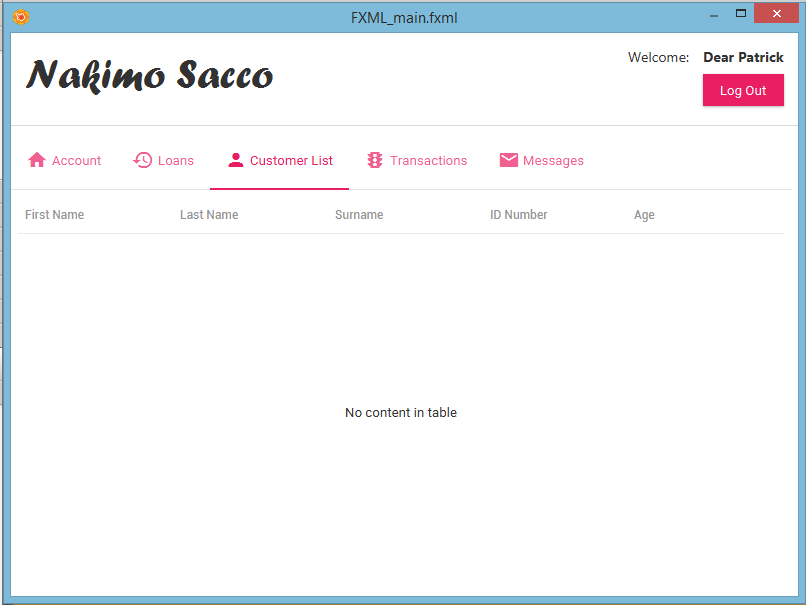 FXML_main.fxml
Nakimo Sacco
Welcome: Dear Patrick
Log Out
Account Loans Customer List Transactions Messages
First Name Last Name Surname ID Number Age
No content in table